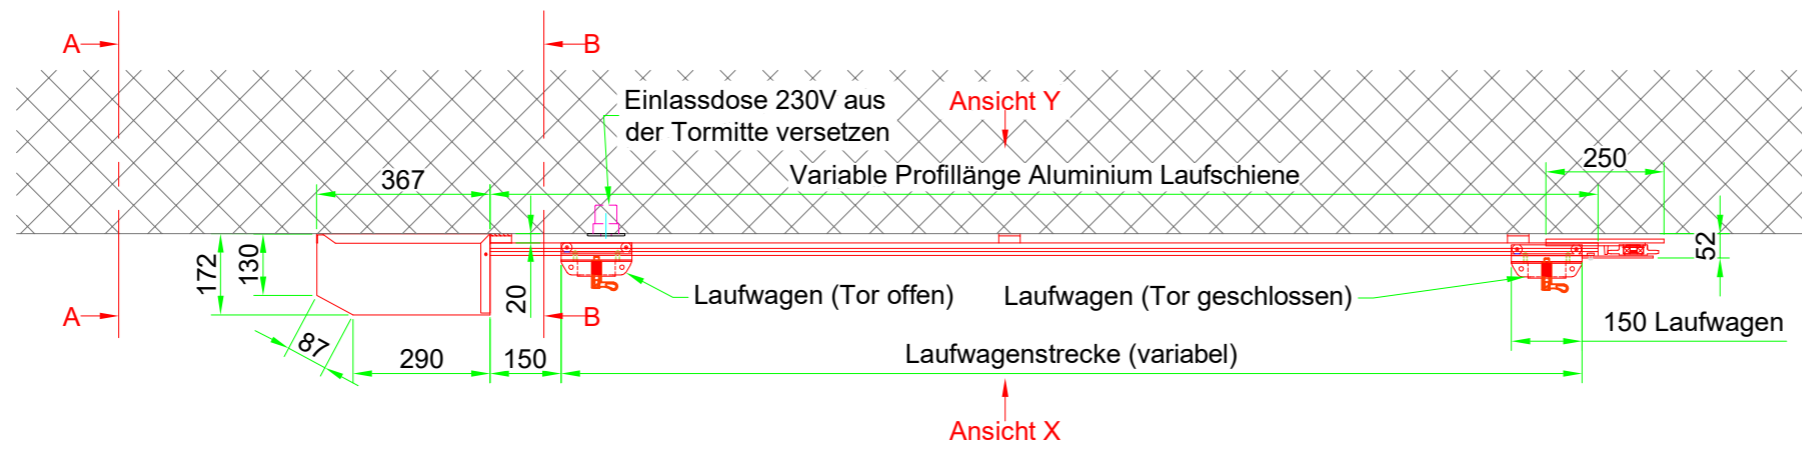 A
B
Einlassdose 230V aus
der Tormitte versetzen
Ansicht Y
250
367
Variable Profillänge Aluminium Laufschiene
172
130
20
52
Laufwagen (Tor offen)
Laufwagen (Tor geschlossen)
A
B
150 Laufwagen
87
290
150
Laufwagenstrecke (variabel)
Ansicht X